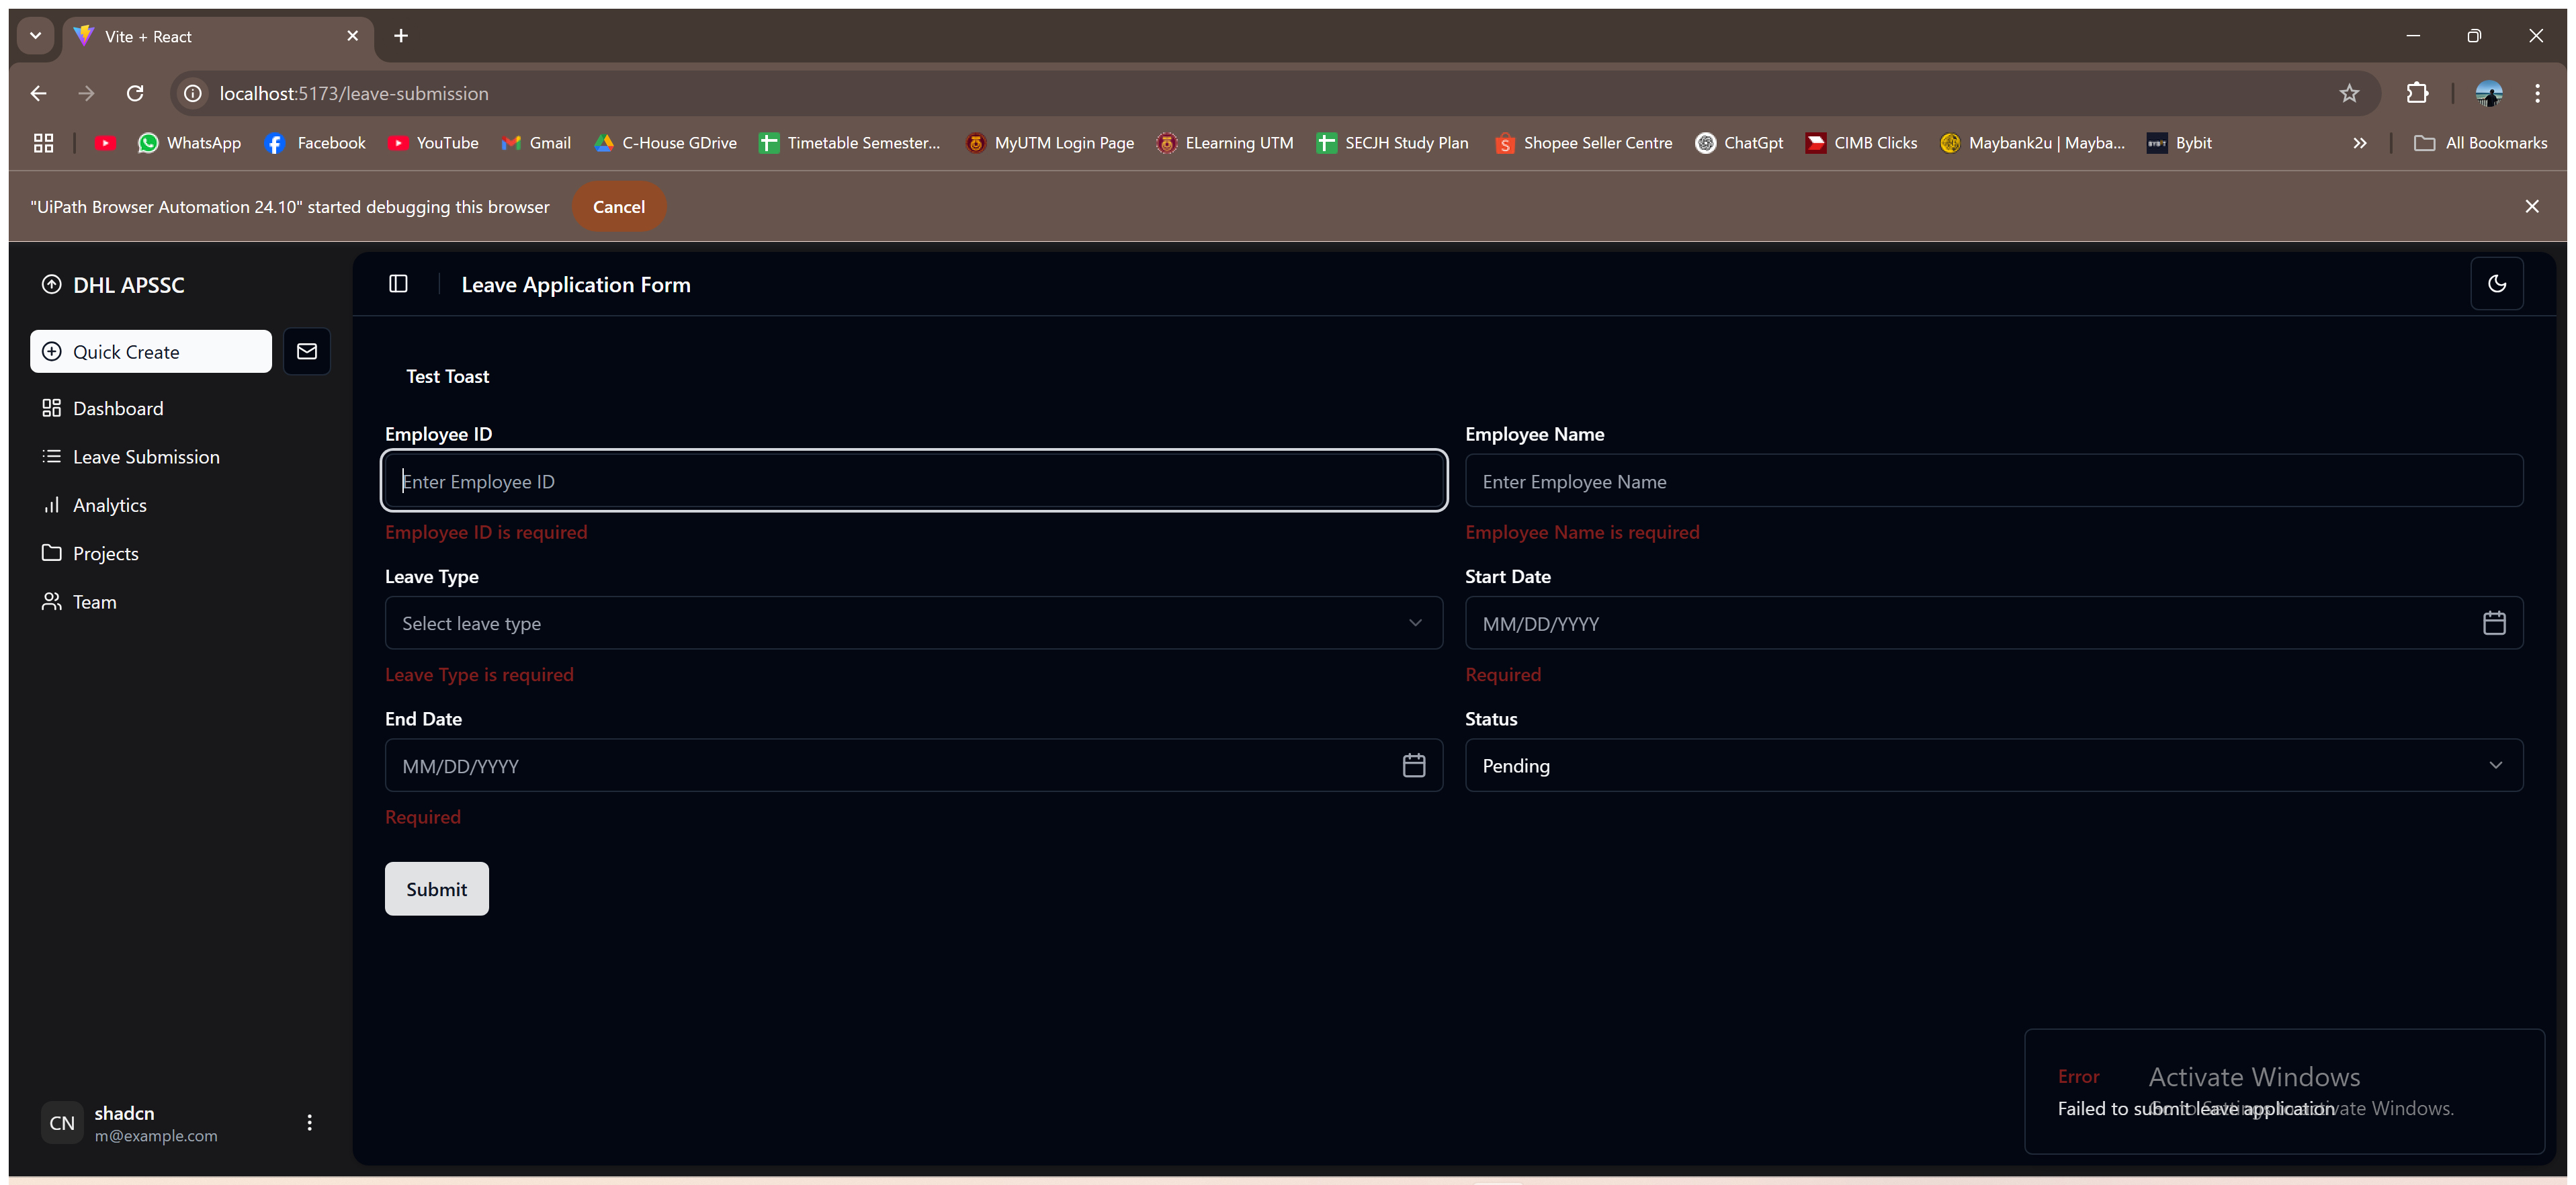 Vite + React
localhost:5173/leave-submission
WhatsApp Facebook YouTube Gmail C-House GDrive Timetable Semester... MyUTM Login Page ELearning UTM SECJH Study Plan Shopee Seller Centre ChatGpt CIMB Clicks Maybank2u | Mayba... Bybit All Bookmarks
"UiPath Browser Automation 24.10" started debugging this browser Cancel
DHL APSSC
Leave Application Form
Quick Create
Dashboard
Leave Submission
Analytics
Projects
Team
Test Toast
Employee ID Employee Name
Enter Employee ID Enter Employee Name
Employee ID is required Employee Name is required
Leave Type Start Date
Select leave type MM/DD/YYYY
Leave Type is required Required
End Date Status
MM/DD/YYYY Pending
Required
Submit
CN
shadcn
m@example.com
Error
Failed to submit leave application
Activate Windows
Go to Settings to activate Windows.